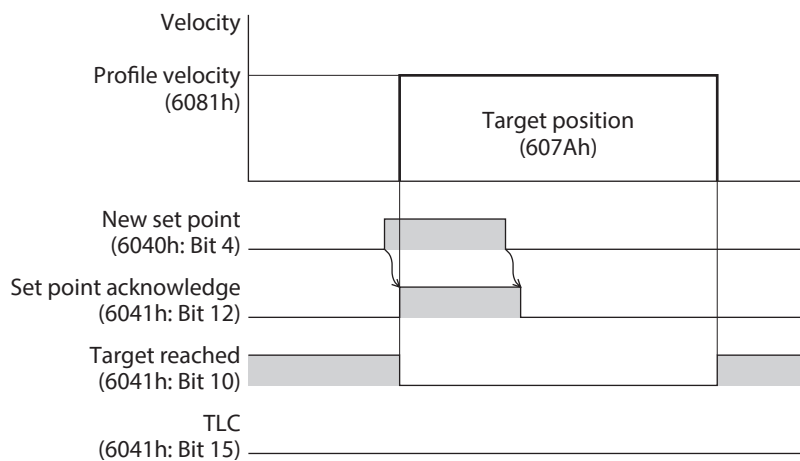 Velocity
Profile velocity
(6081h)
Target position
(607Ah)
New set point
(6040h: Bit 4)
Set point acknowledge
(6041h: Bit 12)
Target reached
(6041h: Bit 10)
TLC
(6041h: Bit 15)